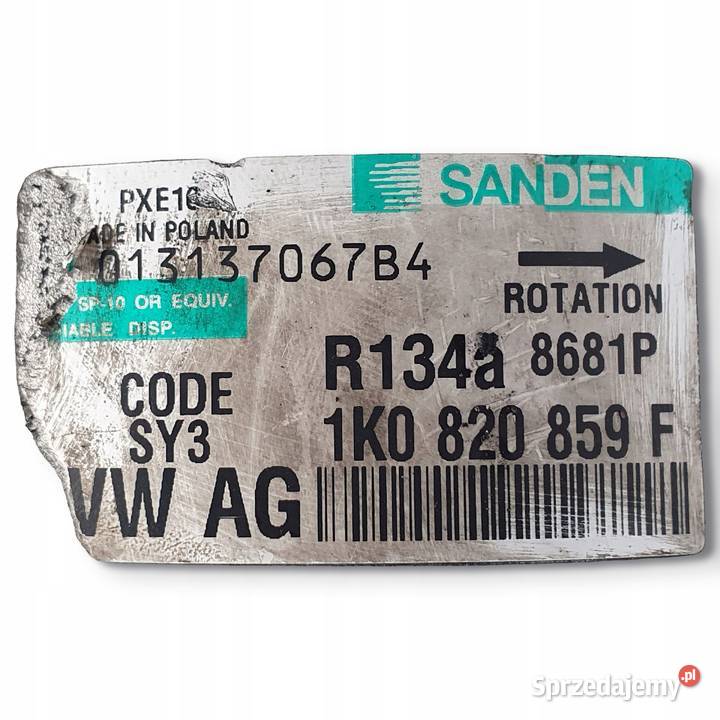 SANDEN
PXE16
MADE IN POLAND
013137067B4
ROTATION
SP-10 OR EQUIV.
IABLE DISP.
R134a 8681P
CODE
SY3
1K0 820 859 F
VW AG
Sprzedajemy.pl